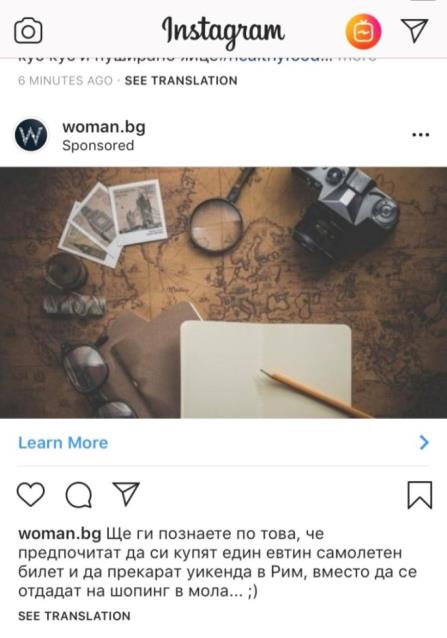 Instagram
6 MINUTES AGO · SEE TRANSLATION
woman.bg
Sponsored
Learn More
woman.bg Ще ги познаете по това, че
предпочитат да си купят един евтин самолетен
билет и да прекарат уикенда в Рим, вместо да се
отдадат на шопинг в мола... ;)
SEE TRANSLATION